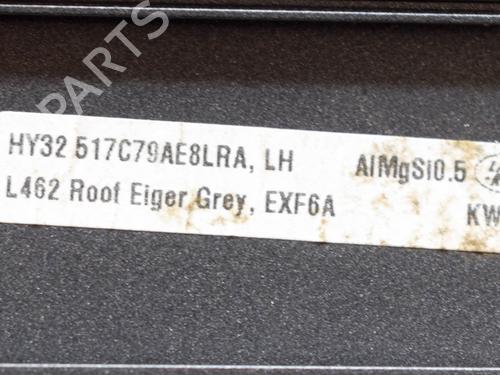 PARTS
HY32 517C79AE8LRA, LH AlMgSi0.5
L462 Roof Eiger Grey, EXF6A KW